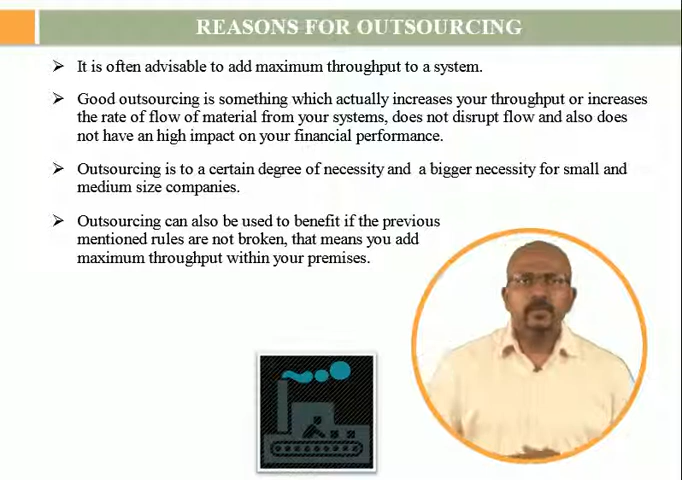 REASONS FOR OUTSOURCING
➢ It is often advisable to add maximum throughput to a system.
➢ Good outsourcing is something which actually increases your throughput or increases
the rate of flow of material from your systems, does not disrupt flow and also does
not have an high impact on your financial performance.
➢ Outsourcing is to a certain degree of necessity and a bigger necessity for small and
medium size companies.
➢ Outsourcing can also be used to benefit if the previous
mentioned rules are not broken, that means you add
maximum throughput within your premises.